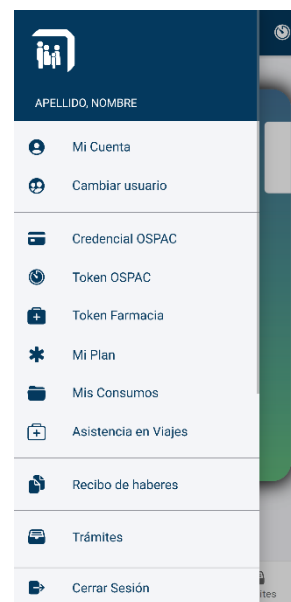 APELLIDO, NOMBRE
Mi Cuenta
Cambiar usuario
Credencial OSPAC
Token OSPAC
Token Farmacia
Mi Plan
Mis Consumos
Asistencia en Viajes
Recibo de haberes
Trámites
Cerrar Sesión
ites